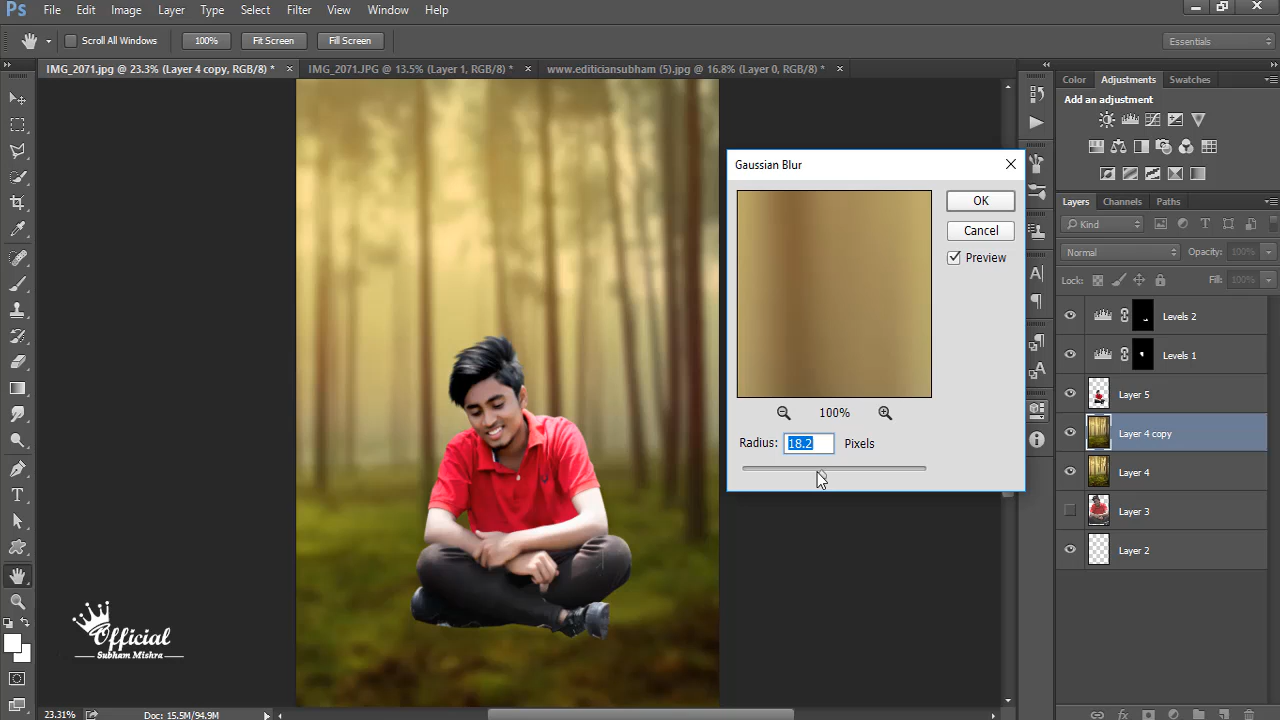 Ps File Edit Image Layer Type Select Filter View Window Help
Scroll All Windows 100% Fit Screen Fill Screen Essentials
IMG_2071.jpg @ 23.3% (Layer 4 copy, RGB/8) * IMG_2071.JPG @ 13.5% (Layer 1, RGB/8) * www.editiciansubham (5).jpg @ 16.8% (Layer 0, RGB/8) *
Color Adjustments Swatches
Add an adjustment
Gaussian Blur
OK
Cancel
Preview
100%
Radius: 18.2 Pixels
Layers Channels Paths
Kind
Normal Opacity: 100%
Lock: Fill: 100%
Levels 2
Levels 1
Layer 5
Layer 4 copy
Layer 4
Layer 3
Layer 2
Official
Subham Mishra
23.31% Doc: 15.5M/94.9M